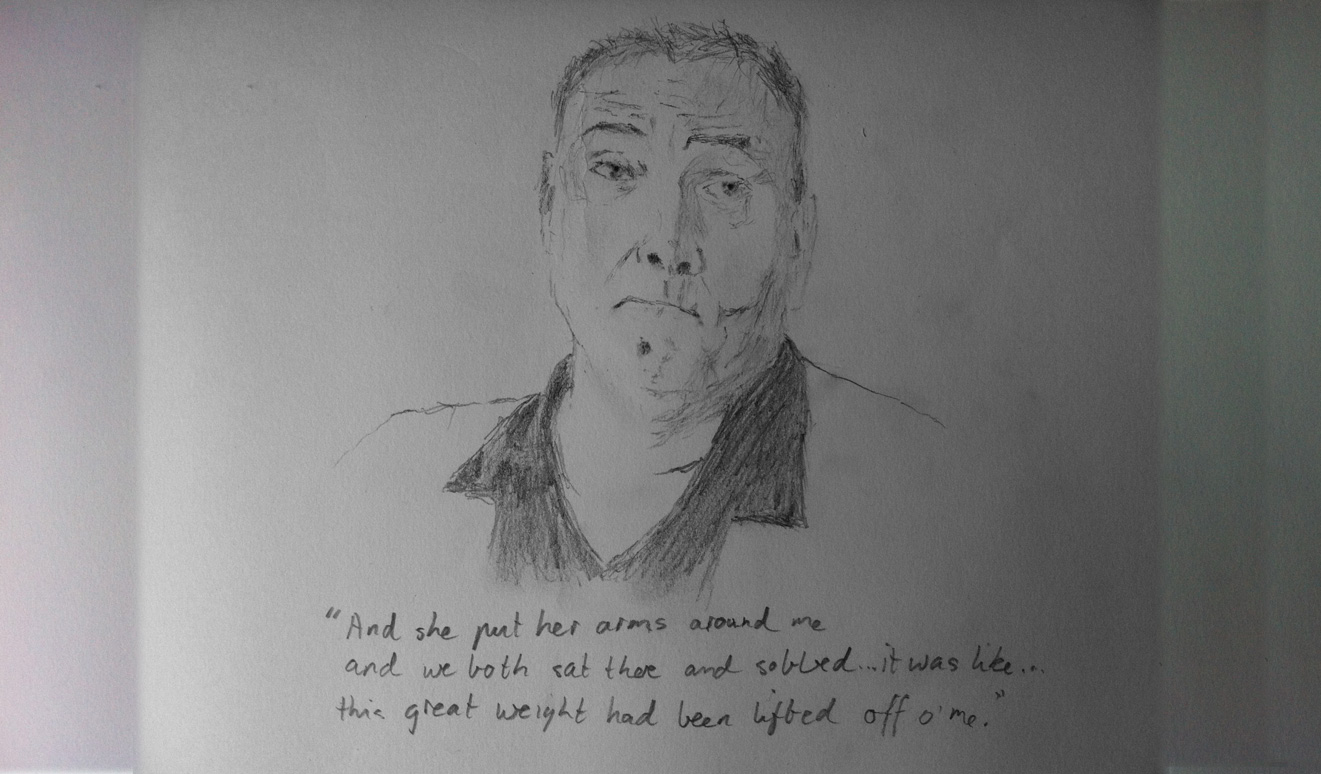 "And she put her arms around me
and we both sat there and sobbed...it was like...
this great weight had been lifted off o' me."